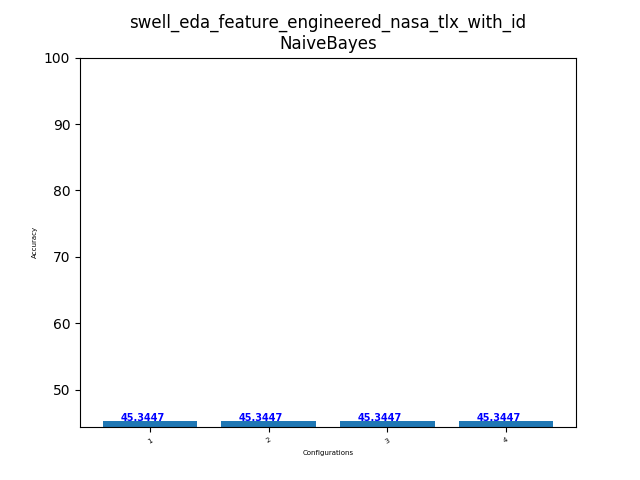 swell_eda_feature_engineered_nasa_tlx_with_id
NaiveBayes
100
90
80
70
60
50
Accuracy
45.3447 45.3447 45.3447 45.3447
1 2 3 4
Configurations